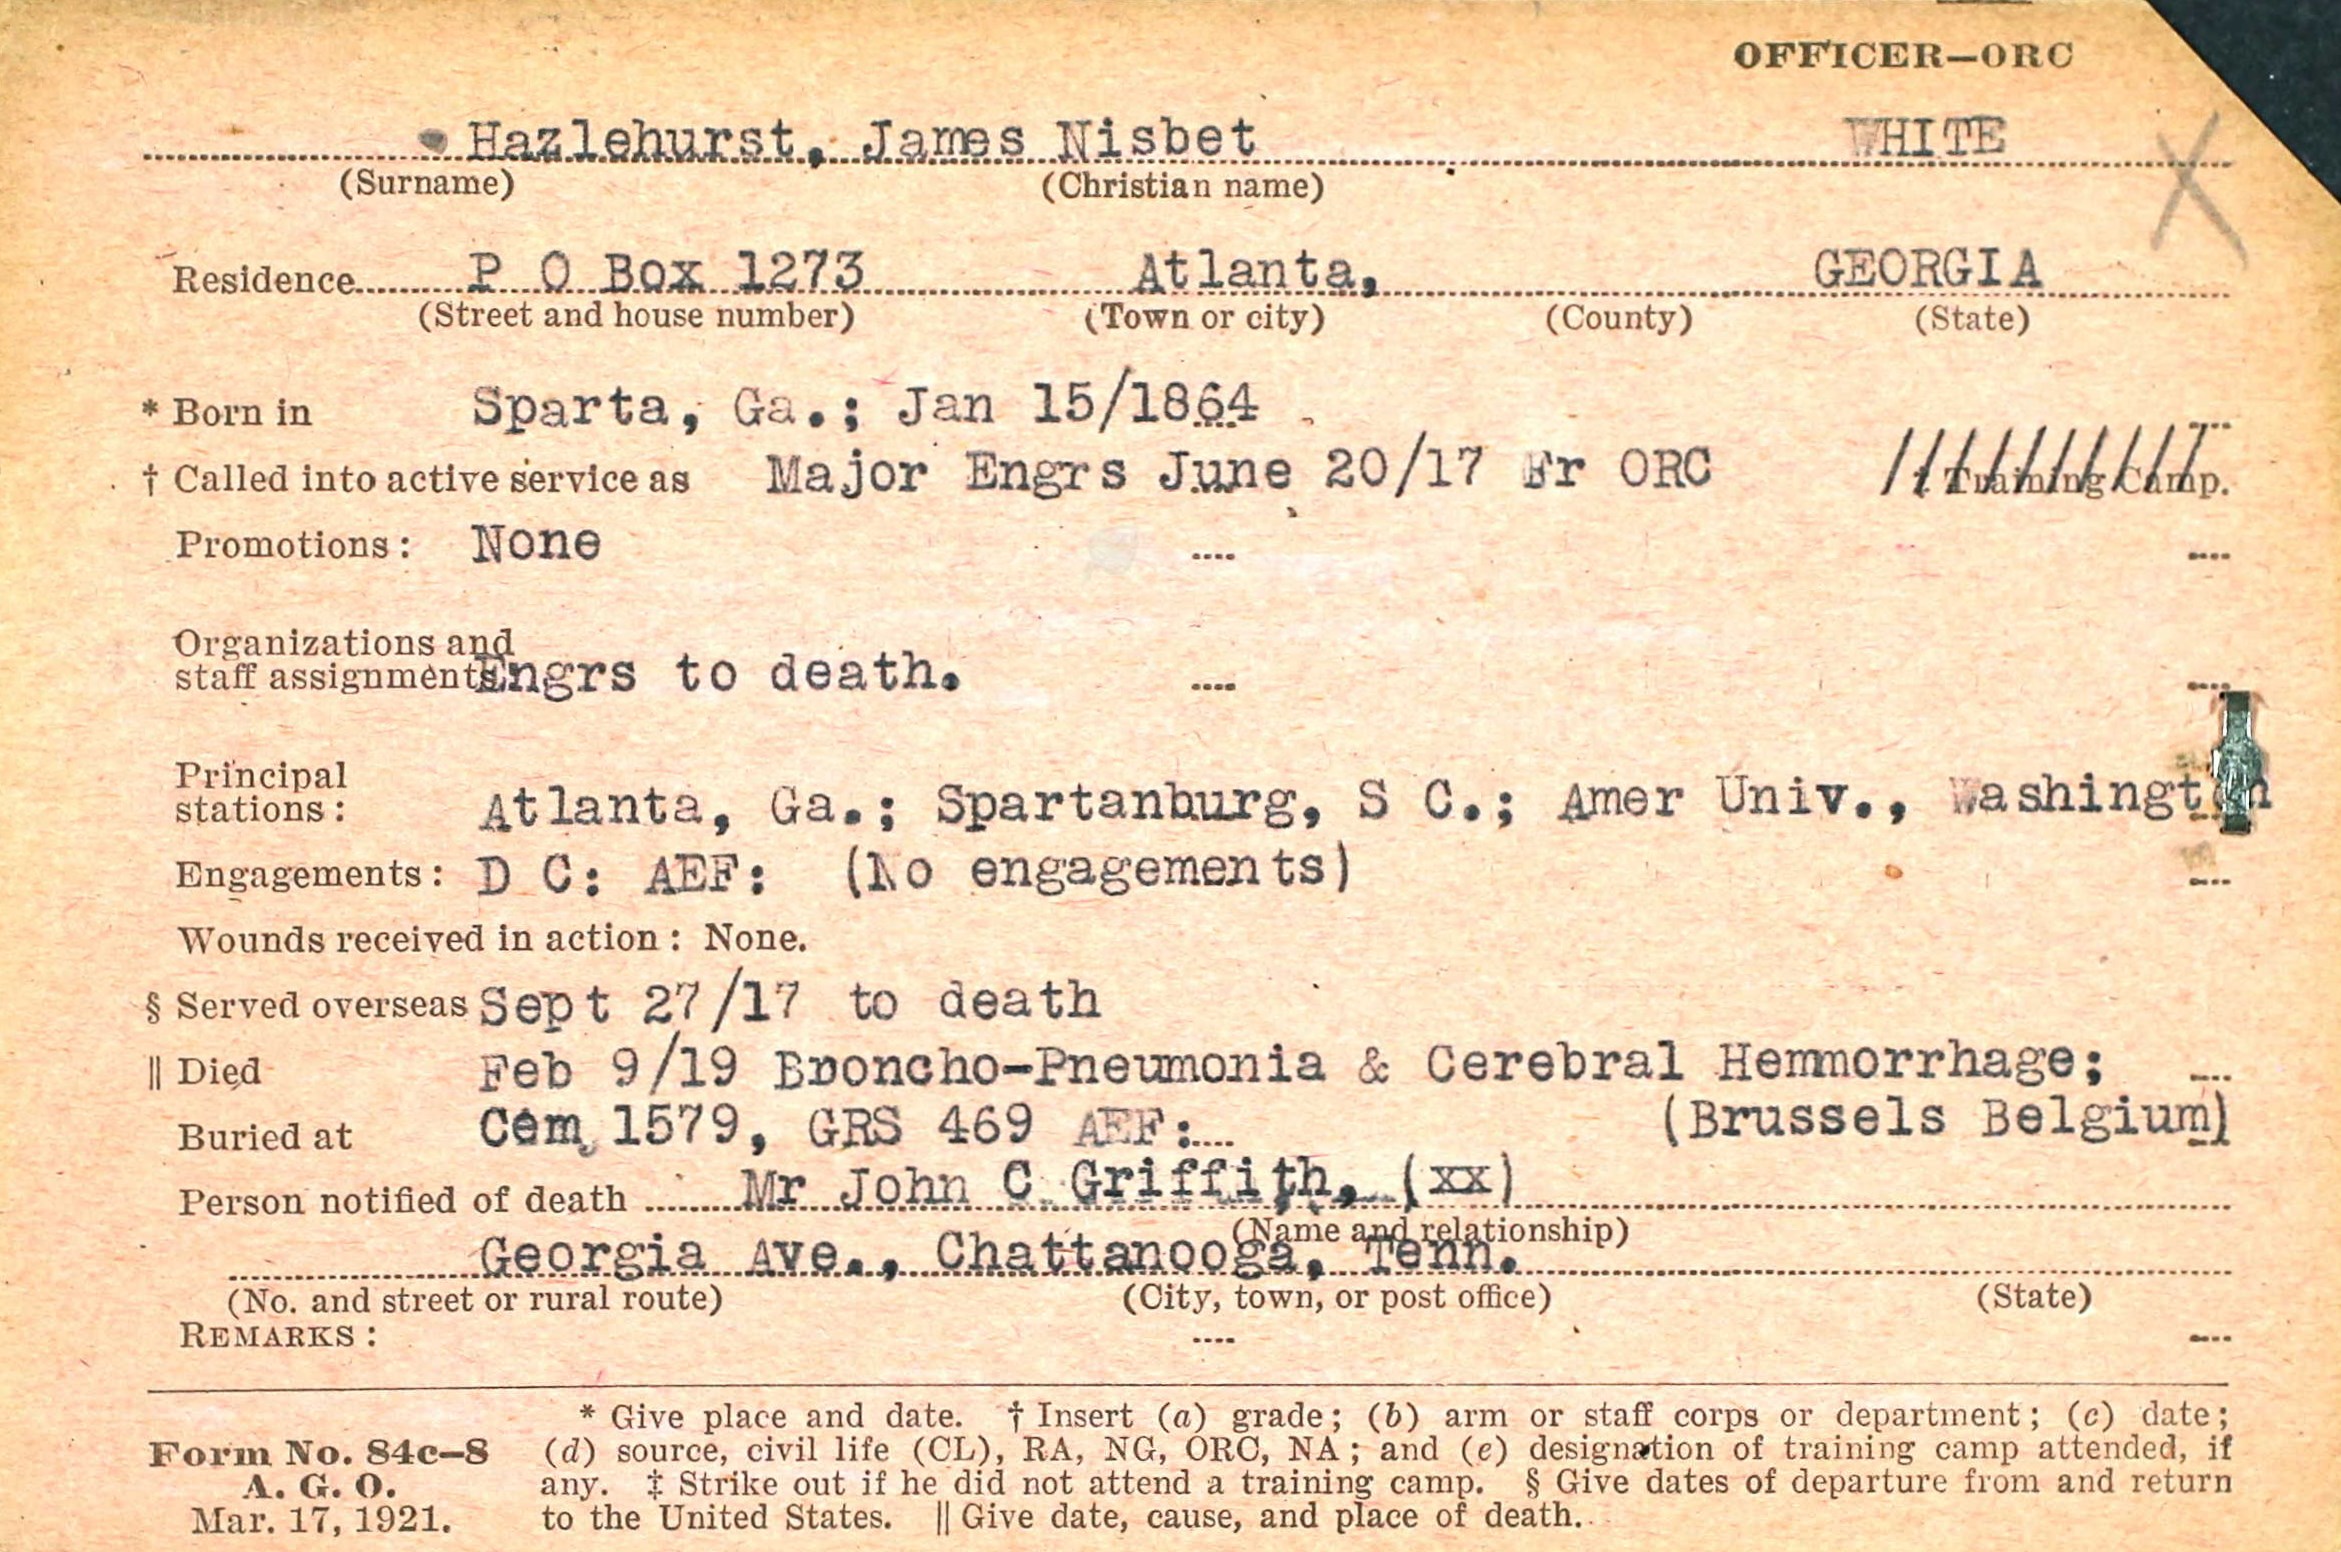 OFFICER—ORC
Hazlehurst, James Nisbet WHITE X
(Surname) (Christian name)
Residence P O Box 1273 Atlanta, GEORGIA
(Street and house number) (Town or city) (County) (State)
* Born in Sparta, Ga.; Jan 15/1864
† Called into active service as Major Engrs June 20/17 Fr ORC ‡ Training Camp.
Promotions: None
Organizations and
staff assignments Engrs to death.
Principal
stations: Atlanta, Ga.; Spartanburg, S C.; Amer Univ., Washington
Engagements: D C: AEF: (No engagements)
Wounds received in action: None.
§ Served overseas Sept 27/17 to death
|| Died Feb 9/19 Broncho-Pneumonia & Cerebral Hemmorrhage;
Buried at Cem 1579, GRS 469 AEF: (Brussels Belgium)
Person notified of death Mr John C Griffith, (xx)
(Name and relationship)
Georgia Ave., Chattanooga, Tenn.
(No. and street or rural route) (City, town, or post office) (State)
REMARKS:
* Give place and date. † Insert (a) grade; (b) arm or staff corps or department; (c) date;
Form No. 84c–8 (d) source, civil life (CL), RA, NG, ORC, NA; and (e) designation of training camp attended, if
A. G. O. any. ‡ Strike out if he did not attend a training camp. § Give dates of departure from and return
Mar. 17, 1921. to the United States. || Give date, cause, and place of death.